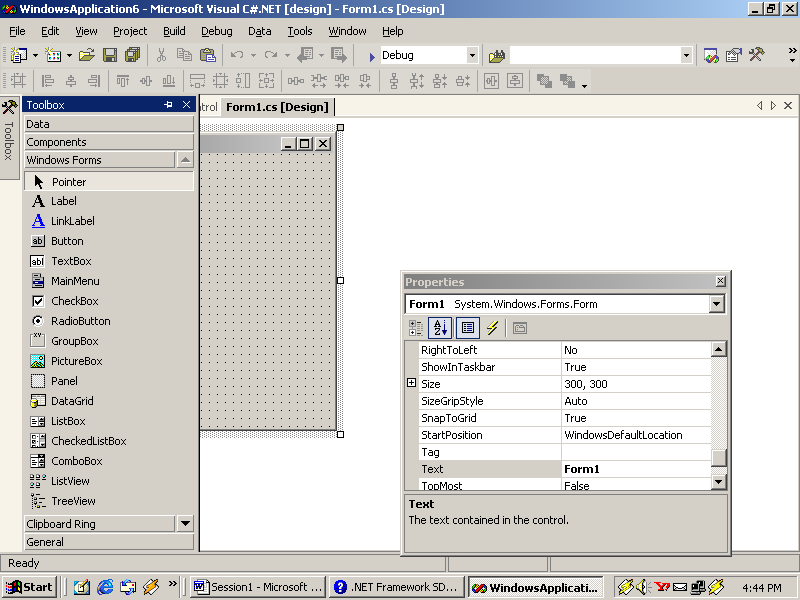 WindowsApplication6 - Microsoft Visual C#.NET [design] - Form1.cs [Design]
File Edit View Project Build Debug Data Tools Window Help
Debug
Toolbox
trol Form1.cs [Design]
Toolbox
Data
Components
Windows Forms
Pointer
A Label
A LinkLabel
ab Button
abl TextBox
MainMenu
CheckBox
RadioButton
XY GroupBox
PictureBox
Panel
DataGrid
ListBox
CheckedListBox
ComboBox
ListView
TreeView
Clipboard Ring
General
Properties
Form1 System.Windows.Forms.Form
RightToLeft No
ShowInTaskbar True
Size 300, 300
SizeGripStyle Auto
SnapToGrid True
StartPosition WindowsDefaultLocation
Tag
Text Form1
TopMost False
Text
The text contained in the control.
Ready
Start » Session1 - Microsoft ... .NET Framework SD... WindowsApplicati... 4:44 PM